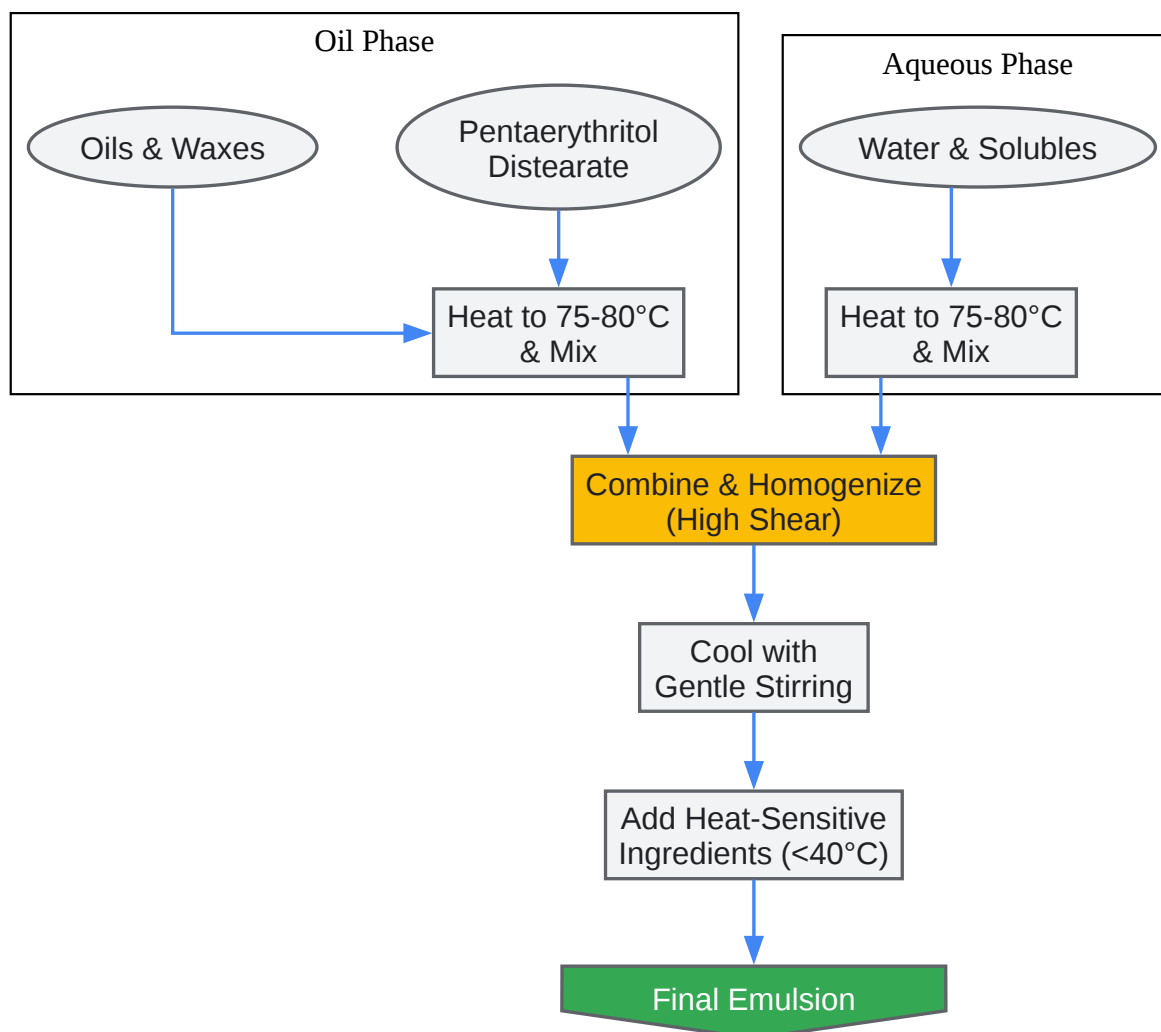 Oil Phase
Oils & Waxes
Pentaerythritol
Distearate
Heat to 75-80°C
& Mix
Aqueous Phase
Water & Solubles
Heat to 75-80°C
& Mix
Combine & Homogenize
(High Shear)
Cool with
Gentle Stirring
Add Heat-Sensitive
Ingredients (<40°C)
Final Emulsion